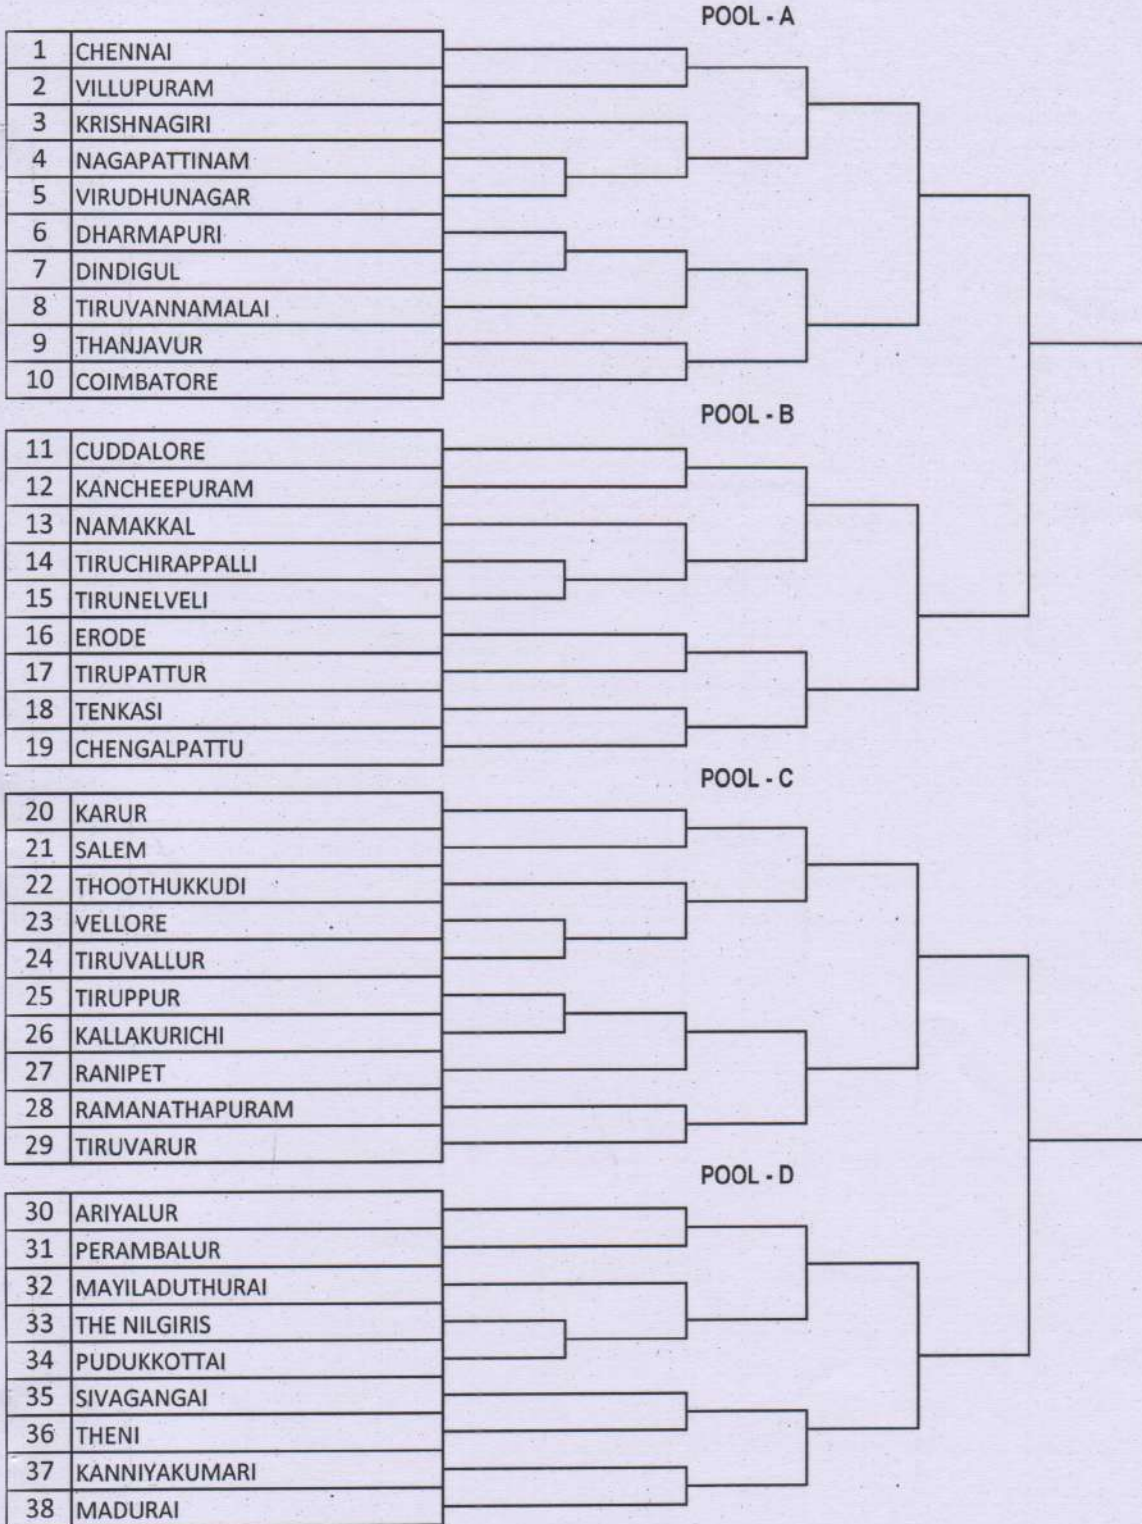 POOL - A
1 CHENNAI
2 VILLUPURAM
3 KRISHNAGIRI
4 NAGAPATTINAM
5 VIRUDHUNAGAR
6 DHARMAPURI
7 DINDIGUL
8 TIRUVANNAMALAI
9 THANJAVUR
10 COIMBATORE
POOL - B
11 CUDDALORE
12 KANCHEEPURAM
13 NAMAKKAL
14 TIRUCHIRAPPALLI
15 TIRUNELVELI
16 ERODE
17 TIRUPATTUR
18 TENKASI
19 CHENGALPATTU
POOL - C
20 KARUR
21 SALEM
22 THOOTHUKKUDI
23 VELLORE
24 TIRUVALLUR
25 TIRUPPUR
26 KALLAKURICHI
27 RANIPET
28 RAMANATHAPURAM
29 TIRUVARUR
POOL - D
30 ARIYALUR
31 PERAMBALUR
32 MAYILADUTHURAI
33 THE NILGIRIS
34 PUDUKKOTTAI
35 SIVAGANGAI
36 THENI
37 KANNIYAKUMARI
38 MADURAI